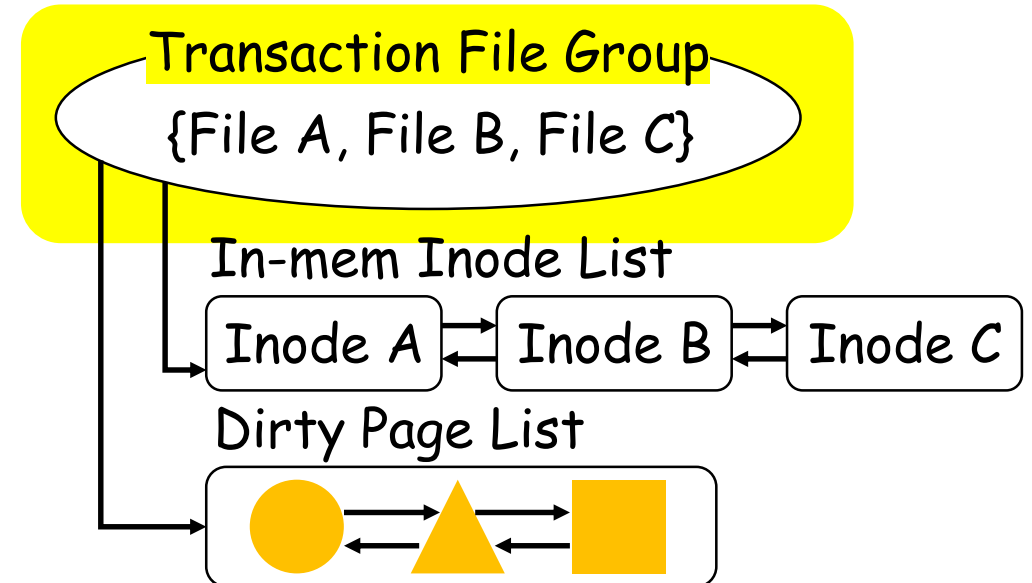 Transaction File Group
{File A, File B, File C}
In-mem Inode List
Inode A
Inode B
Inode C
Dirty Page List